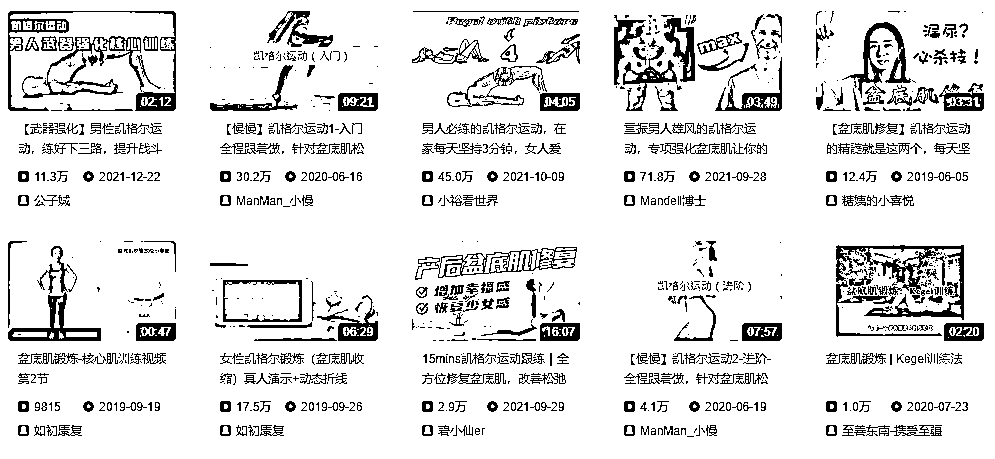 凯格尔运动
男人武器强化核心训练
02:12
【武器强化】男性凯格尔运
动，练好下三路，提升战斗
11.3万 2021-12-22
公子娍
凯格尔运动（入门）
09:21
【慢慢】凯格尔运动1-入门
全程跟着做，针对盆底肌松
30.2万 2020-06-16
ManMan_小慢
Kegel with picture
04:05
男人必练的凯格尔运动，在
家每天坚持3分钟，女人爱
45.0万 2021-10-09
小裕看世界
max
03:49
重振男人雄风的凯格尔运
动，专项强化盆底肌让你的
71.8万 2021-09-28
Mandell博士
漏尿？
必杀技！
盆底肌修复
03:31
【盆底肌修复】凯格尔运动
的精髓就是这两个，每天坚
12.4万 2019-06-05
糖姨的小喜悦
00:47
盆底肌锻炼-核心肌训练视频
第2节
9815 2019-09-19
如初康复
06:29
女性凯格尔锻炼（盆底肌收
缩）真人演示+动态折线
17.5万 2019-09-26
如初康复
产后盆底肌修复
增加幸福感
恢复少女感
16:07
15mins凯格尔运动跟练 | 全
方位修复盆底肌，改善松弛
2.9万 2021-09-29
碧小仙er
凯格尔运动（进阶）
07:57
【慢慢】凯格尔运动2-进阶-
全程跟着做，针对盆底肌松
4.1万 2020-06-19
ManMan_小慢
盆底肌锻炼 Kegel训练
02:20
盆底肌锻炼 | Kegel训练法
1.0万 2020-07-23
至善东南-携爱至疆